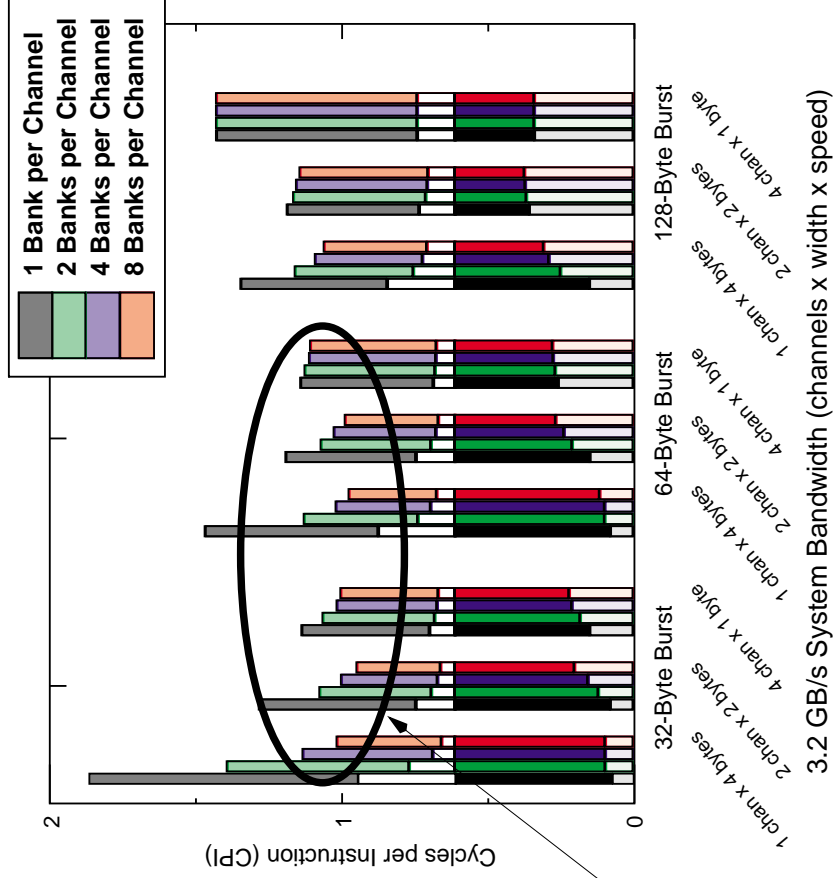 1 Bank per Channel
2 Banks per Channel
4 Banks per Channel
8 Banks per Channel
Cycles per Instruction (CPI)
2
1
0
32-Byte Burst
64-Byte Burst
128-Byte Burst
1 chan x 4 bytes
2 chan x 2 bytes
4 chan x 1 byte
1 chan x 4 bytes
2 chan x 2 bytes
4 chan x 1 byte
1 chan x 4 bytes
2 chan x 2 bytes
4 chan x 1 byte
3.2 GB/s System Bandwidth (channels x width x speed)